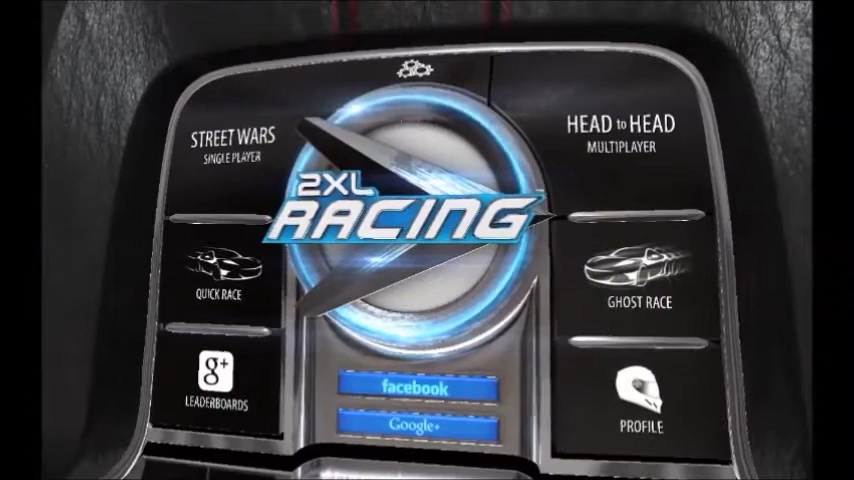 STREET WARS
SINGLE PLAYER
HEAD to HEAD
MULTIPLAYER
2XL
RACING
QUICK RACE
GHOST RACE
g+
LEADERBOARDS
facebook
Google+
PROFILE